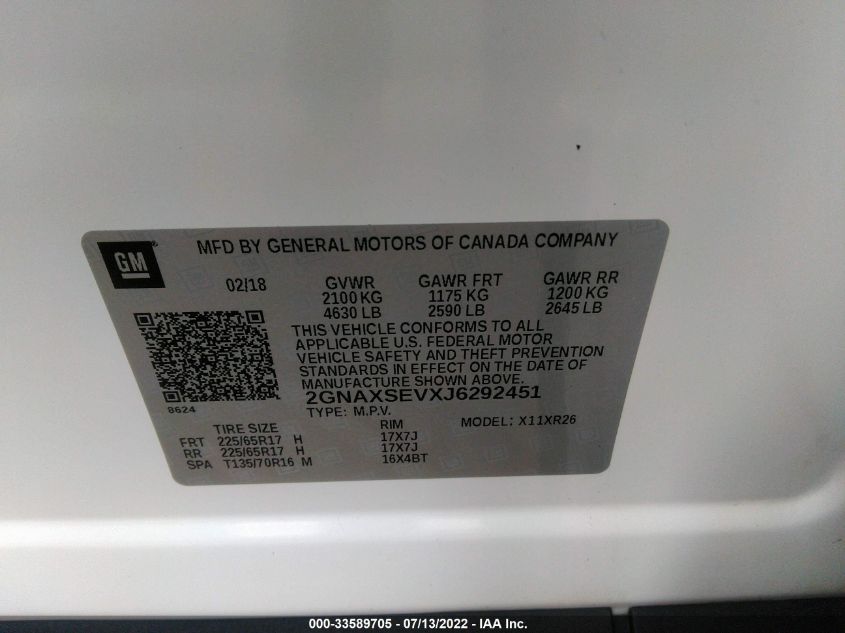 GM
MFD BY GENERAL MOTORS OF CANADA COMPANY
02/18 GVWR GAWR FRT GAWR RR
2100 KG 1175 KG 1200 KG
4630 LB 2590 LB 2645 LB
THIS VEHICLE CONFORMS TO ALL
APPLICABLE U.S. FEDERAL MOTOR
VEHICLE SAFETY AND THEFT PREVENTION
STANDARDS IN EFFECT ON THE DATE OF
MANUFACTURE SHOWN ABOVE.
8624
2GNAXSEVXJ6292451
TYPE: M.P.V. MODEL: X11XR26
TIRE SIZE RIM
FRT 225/65R17 H 17X7J
RR 225/65R17 H 17X7J
SPA T135/70R16 M 16X4BT
000-33589705 - 07/13/2022 - IAA Inc.